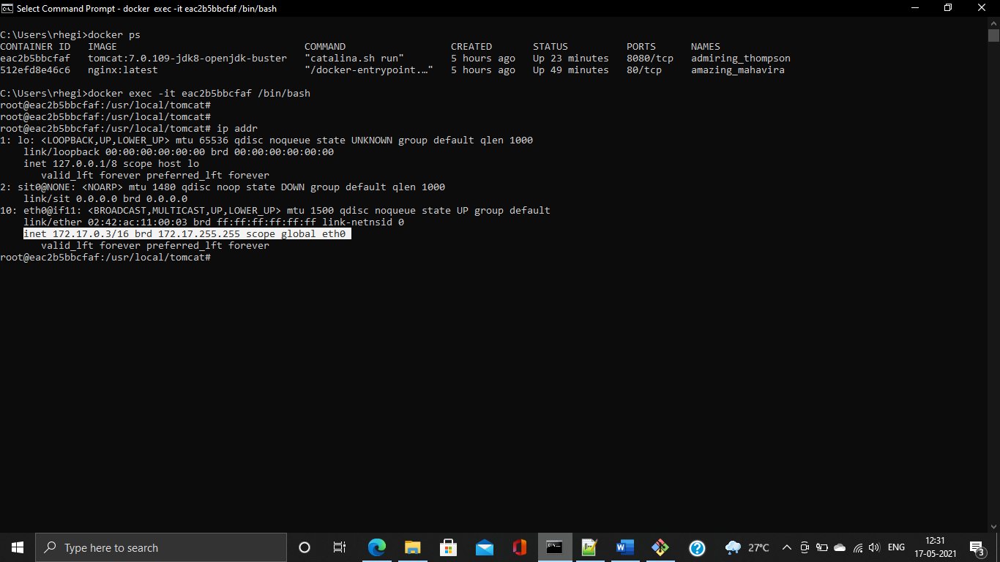 Select Command Prompt - docker  exec -it eac2b5bbcfaf /bin/bash
C:\Users\rhegi>docker ps
CONTAINER ID   IMAGE                                COMMAND                  CREATED       STATUS          PORTS      NAMES
eac2b5bbcfaf   tomcat:7.0.109-jdk8-openjdk-buster   "catalina.sh run"        5 hours ago   Up 23 minutes   8080/tcp   admiring_thompson
512efd8e46c6   nginx:latest                         "/docker-entrypoint.…"   5 hours ago   Up 49 minutes   80/tcp     amazing_mahavira
C:\Users\rhegi>docker exec -it eac2b5bbcfaf /bin/bash
root@eac2b5bbcfaf:/usr/local/tomcat#
root@eac2b5bbcfaf:/usr/local/tomcat#
root@eac2b5bbcfaf:/usr/local/tomcat# ip addr
1: lo: <LOOPBACK,UP,LOWER_UP> mtu 65536 qdisc noqueue state UNKNOWN group default qlen 1000
    link/loopback 00:00:00:00:00:00 brd 00:00:00:00:00:00
    inet 127.0.0.1/8 scope host lo
       valid_lft forever preferred_lft forever
2: sit0@NONE: <NOARP> mtu 1480 qdisc noop state DOWN group default qlen 1000
    link/sit 0.0.0.0 brd 0.0.0.0
10: eth0@if11: <BROADCAST,MULTICAST,UP,LOWER_UP> mtu 1500 qdisc noqueue state UP group default
    link/ether 02:42:ac:11:00:03 brd ff:ff:ff:ff:ff:ff link-netnsid 0
    inet 172.17.0.3/16 brd 172.17.255.255 scope global eth0
       valid_lft forever preferred_lft forever
root@eac2b5bbcfaf:/usr/local/tomcat#
Type here to search
27°C
ENG
12:31
17-05-2021
3